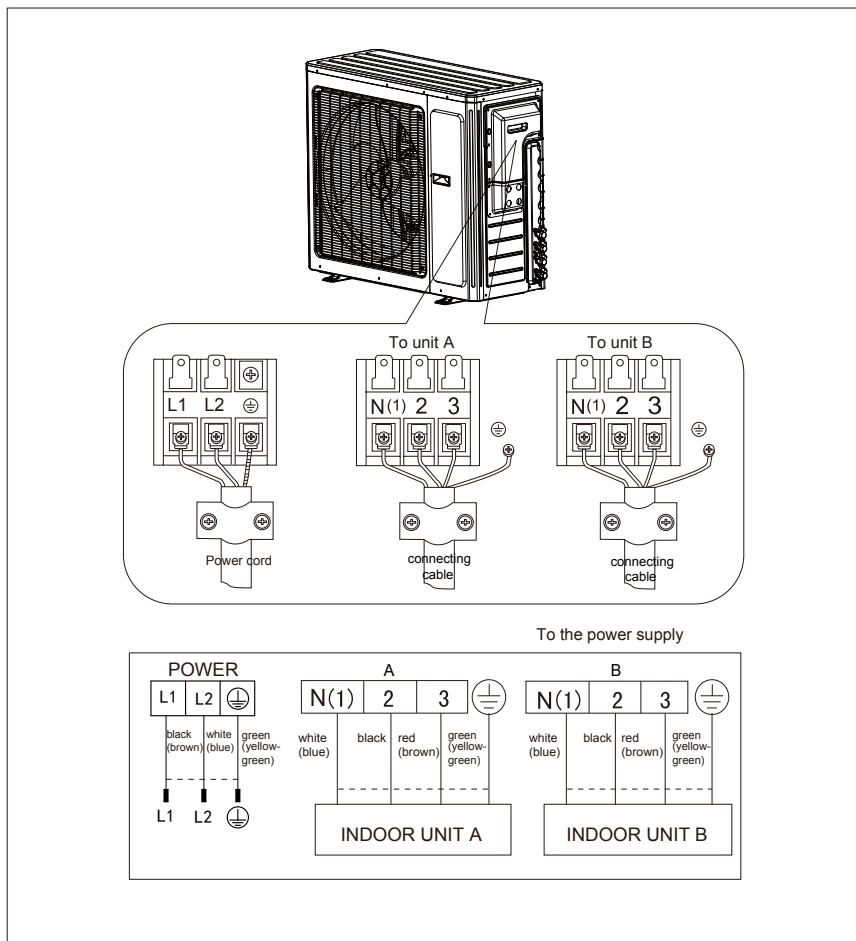 To unit A
To unit B
L1 L2
N(1) 2 3
N(1) 2 3
Power cord
connecting
cable
connecting
cable
To the power supply
POWER
L1 L2
black
(brown)
white
(blue)
green
(yellow-
green)
L1 L2
A
N(1) 2 3
white
(blue)
black
red
(brown)
green
(yellow-
green)
INDOOR UNIT A
B
N(1) 2 3
white
(blue)
black
red
(brown)
green
(yellow-
green)
INDOOR UNIT B